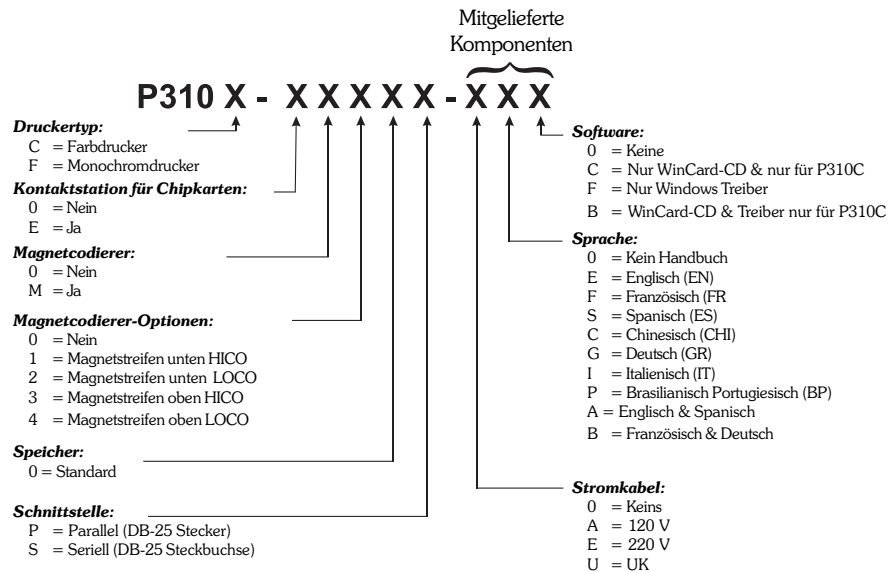 Mitgelieferte
Komponenten
P310 X - X X X X X - X X X
Druckertyp:
C = Farbdrucker
F = Monochromdrucker
Kontaktstation für Chipkarten:
0 = Nein
E = Ja
Magnetcodierer:
0 = Nein
M = Ja
Magnetcodierer-Optionen:
0 = Nein
1 = Magnetstreifen unten HICO
2 = Magnetstreifen unten LOCO
3 = Magnetstreifen oben HICO
4 = Magnetstreifen oben LOCO
Speicher:
0 = Standard
Schnittstelle:
P = Parallel (DB-25 Stecker)
S = Seriell (DB-25 Steckbuchse)
Software:
0 = Keine
C = Nur WinCard-CD & nur für P310C
F = Nur Windows Treiber
B = WinCard-CD & Treiber nur für P310C
Sprache:
0 = Kein Handbuch
E = Englisch (EN)
F = Französisch (FR
S = Spanisch (ES)
C = Chinesisch (CHI)
G = Deutsch (GR)
I = Italienisch (IT)
P = Brasilianisch Portugiesisch (BP)
A = Englisch & Spanisch
B = Französisch & Deutsch
Stromkabel:
0 = Keins
A = 120 V
E = 220 V
U = UK